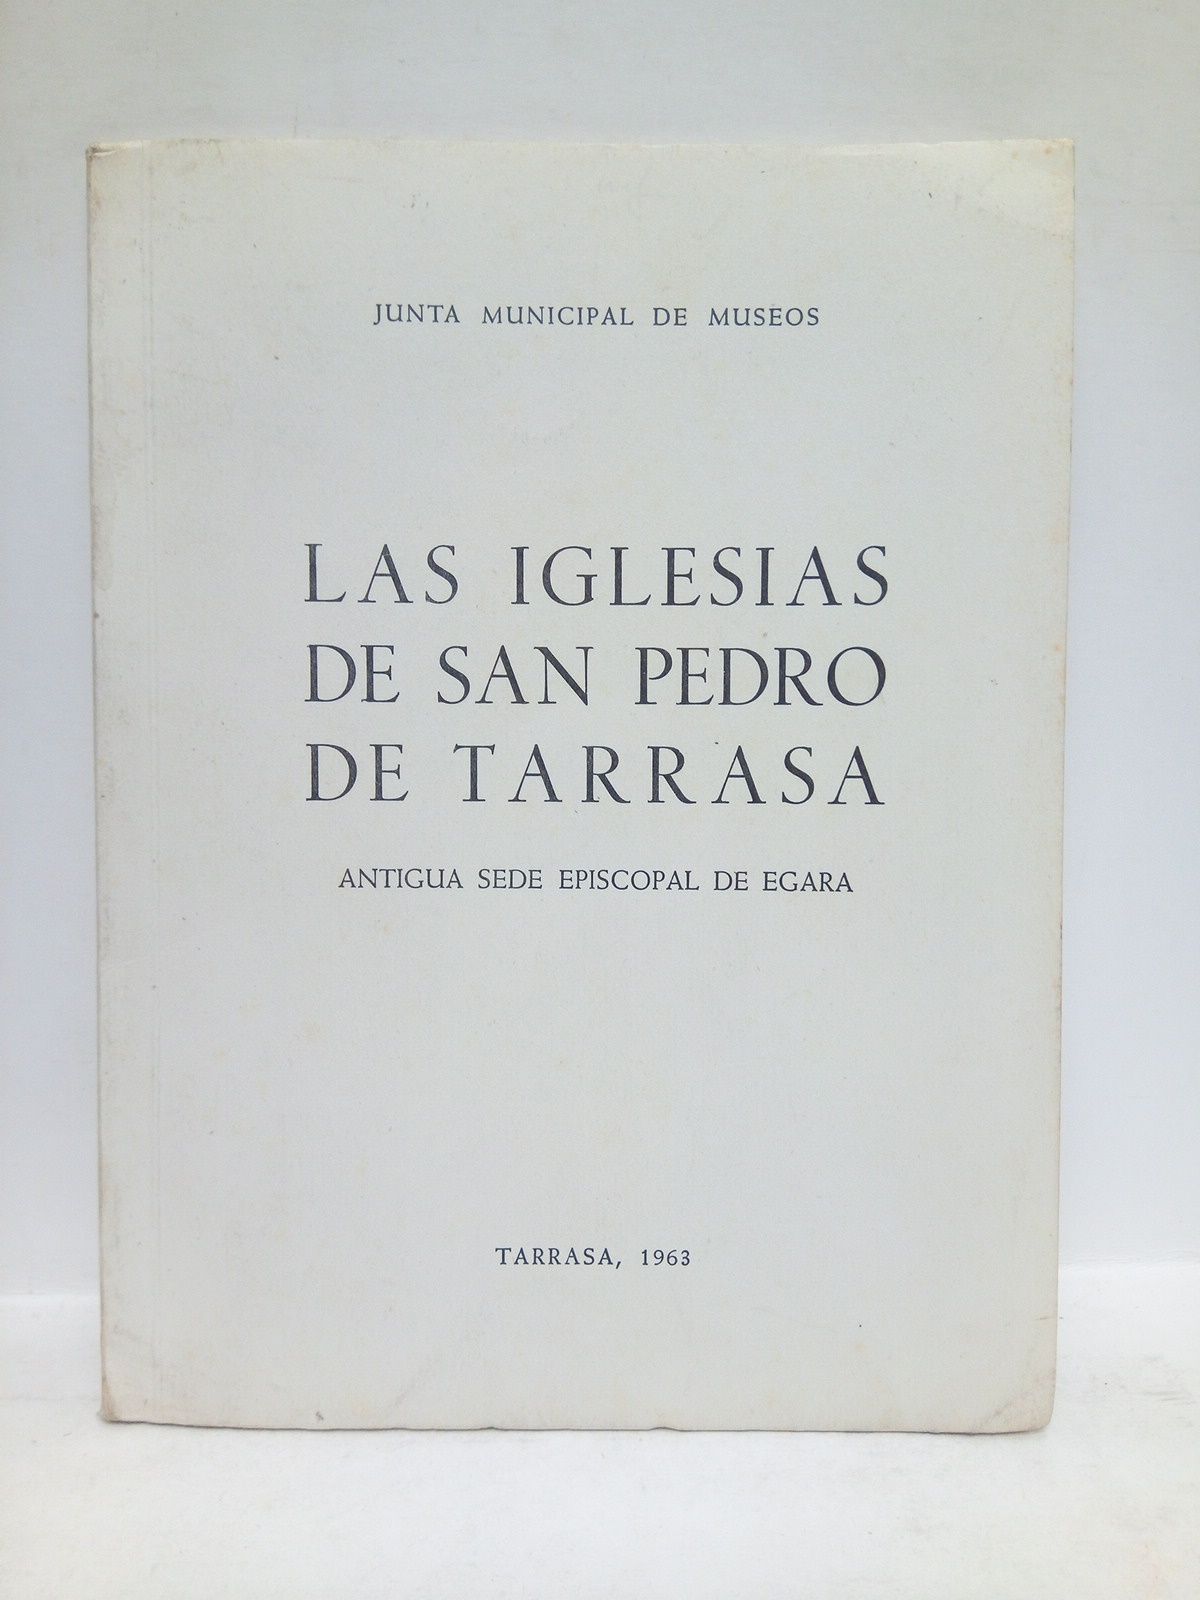 JUNTA MUNICIPAL DE MUSEOS
LAS IGLESIAS
DE SAN PEDRO
DE TARRASA
ANTIGUA SEDE EPISCOPAL DE EGARA
TARRASA, 1963